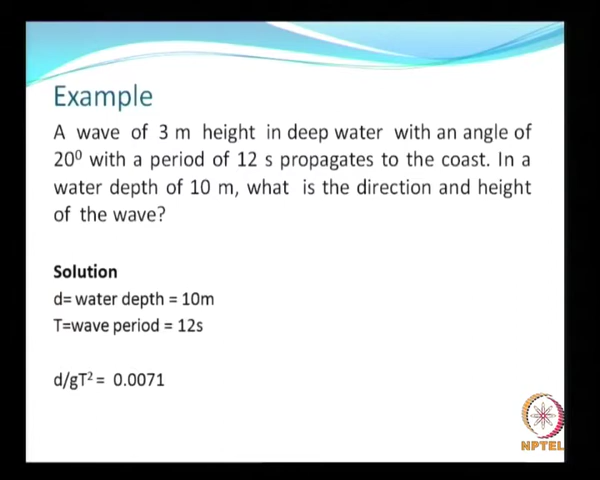 Example
A wave of 3 m height in deep water with an angle of
20⁰ with a period of 12 s propagates to the coast. In a
water depth of 10 m, what is the direction and height
of the wave?
Solution
d= water depth = 10m
T=wave period = 12s
d/gT² = 0.0071
NPTEL